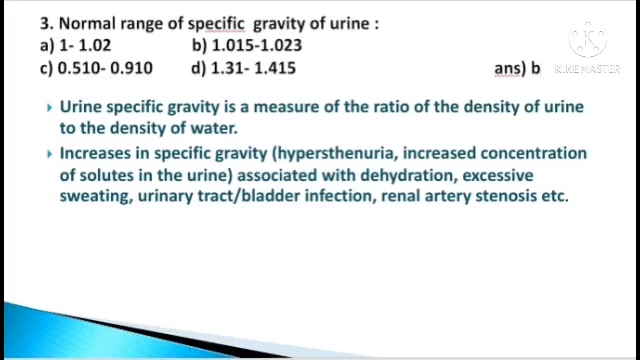 3. Normal range of specific gravity of urine :
a) 1- 1.02 b) 1.015-1.023
c) 0.510- 0.910 d) 1.31- 1.415 ans) b
Urine specific gravity is a measure of the ratio of the density of urine
to the density of water.
Increases in specific gravity (hypersthenuria, increased concentration
of solutes in the urine) associated with dehydration, excessive
sweating, urinary tract/bladder infection, renal artery stenosis etc.
KINEMASTER